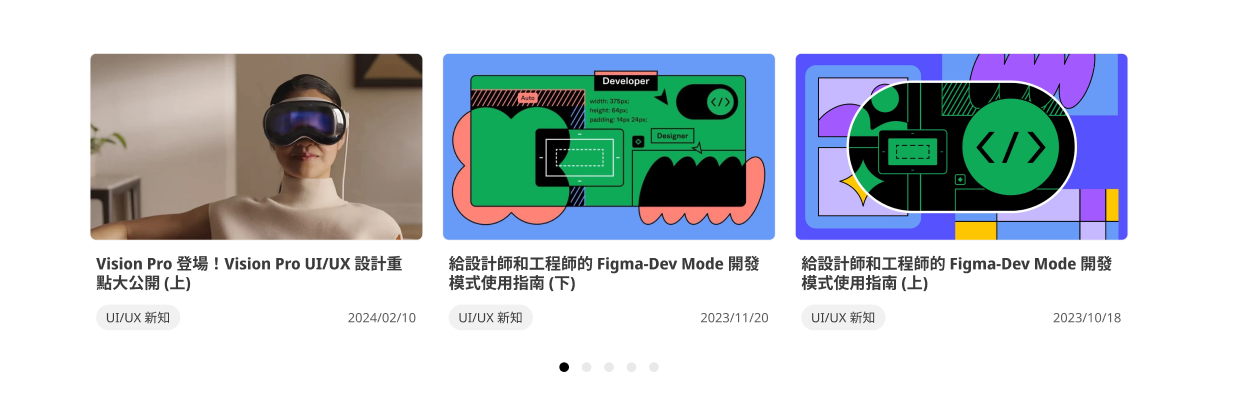 Developer
Auto
width: 375px;
height: 64px;
padding: 14px 24px;
</>
Designer
</>
Vision Pro 登場！Vision Pro UI/UX 設計重
點大公開 (上)
給設計師和工程師的 Figma-Dev Mode 開發
模式使用指南 (下)
給設計師和工程師的 Figma-Dev Mode 開發
模式使用指南 (上)
UI/UX 新知
2024/02/10
UI/UX 新知
2023/11/20
UI/UX 新知
2023/10/18